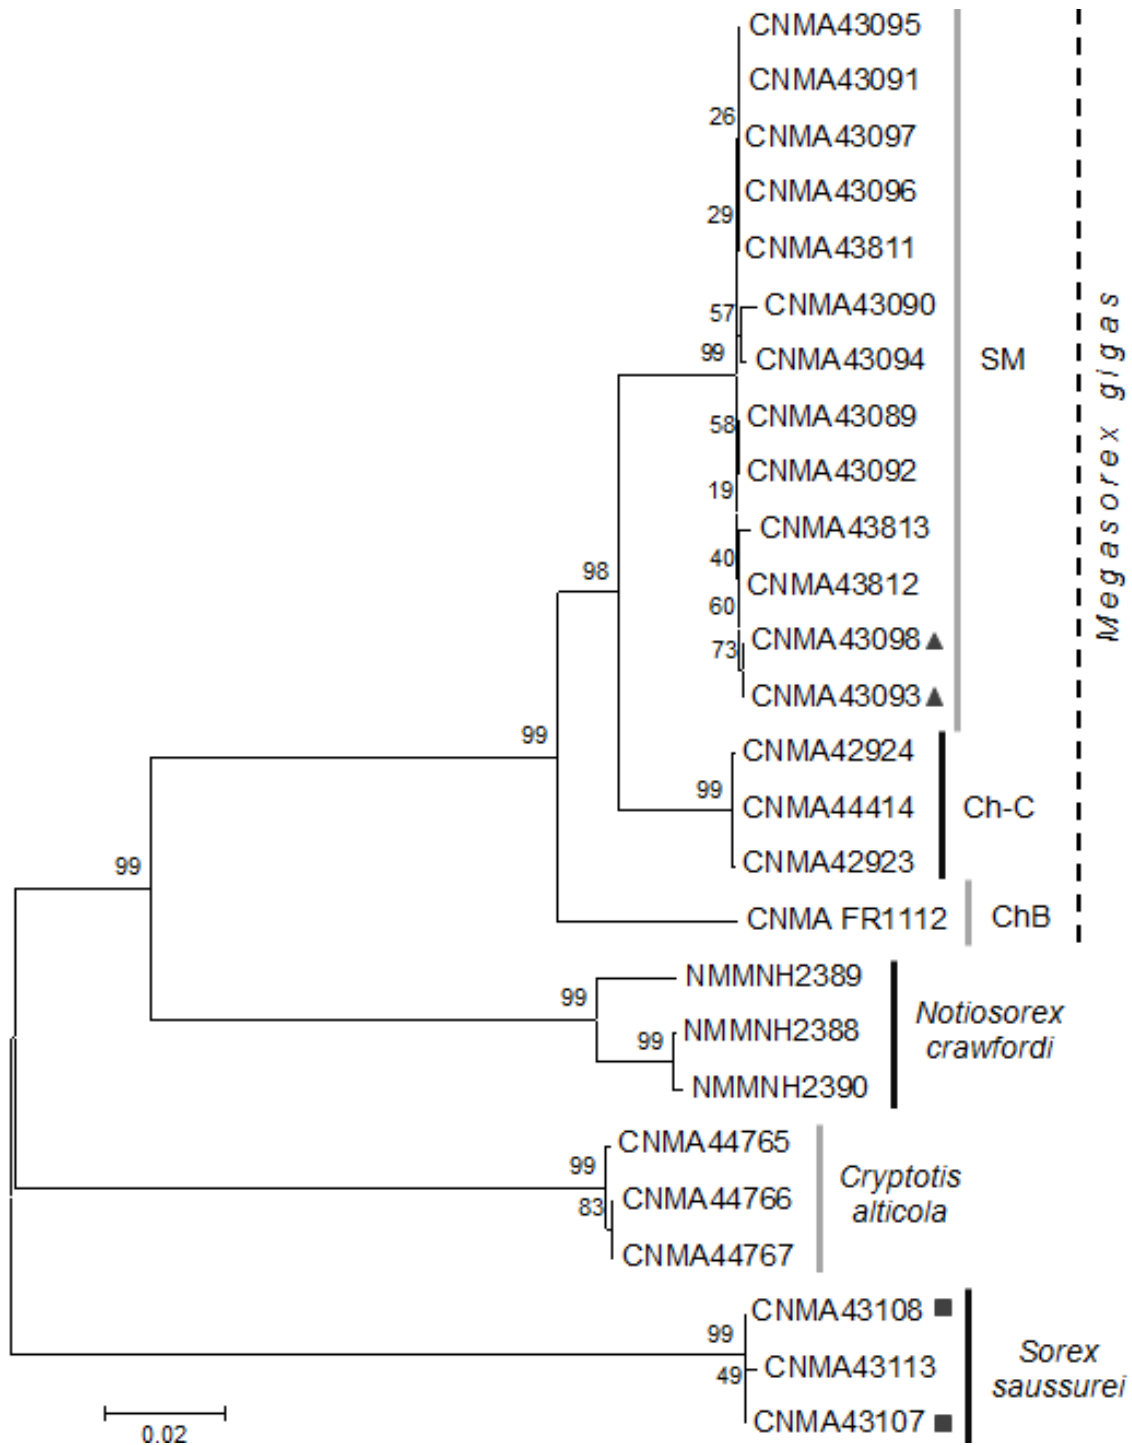 CNMA43095
CNMA43091
26
CNMA43097
CNMA43096
29
CNMA43811
57
CNMA43090
99
CNMA43094
SM
58
CNMA43089
CNMA43092
19
CNMA43813
40
CNMA43812
60
CNMA43098
73
CNMA43093
Megasorex gigas
98
99
CNMA42924
99
CNMA44414
Ch-C
CNMA42923
99
CNMA FR1112
ChB
NMMNH2389
99
NMMNH2388
99
NMMNH2390
Notiosorex
crawfordi
CNMA44765
99
CNMA44766
83
CNMA44767
Cryptotis
alticola
CNMA43108
99
CNMA43113
49
CNMA43107
Sorex
saussurei
0.02